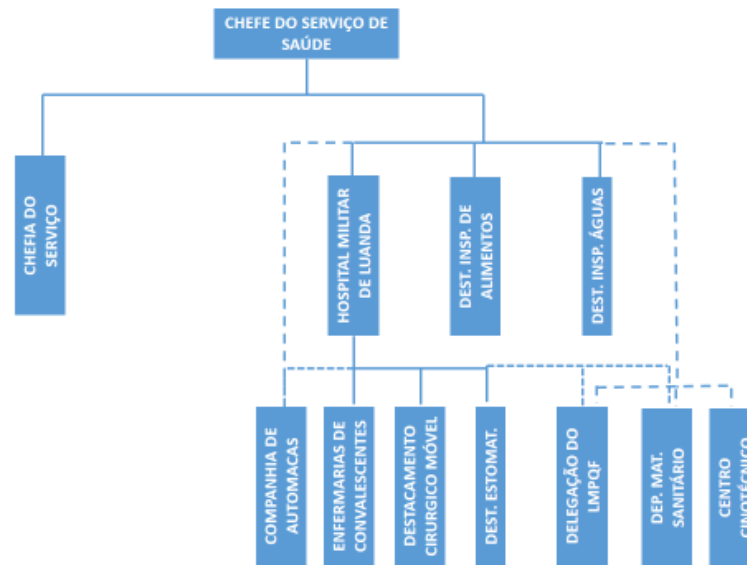 CHEFE DO SERVIÇO DE
SAÚDE
CHEFIA DO
SERVIÇO
HOSPITAL MILITAR
DE LUANDA
DEST. INSP. DE
ALIMENTOS
DEST. INSP. ÁGUAS
COMPANHIA DE
AUTOMACAS
ENFERMARIAS DE
CONVALESCENTES
DESTACAMENTO
CIRURGICO MÓVEL
DEST. ESTOMAT.
DELEGAÇÃO DO
LMPQF
DEP. MAT.
SANITÁRIO
CENTRO
CINOTÉCNICO